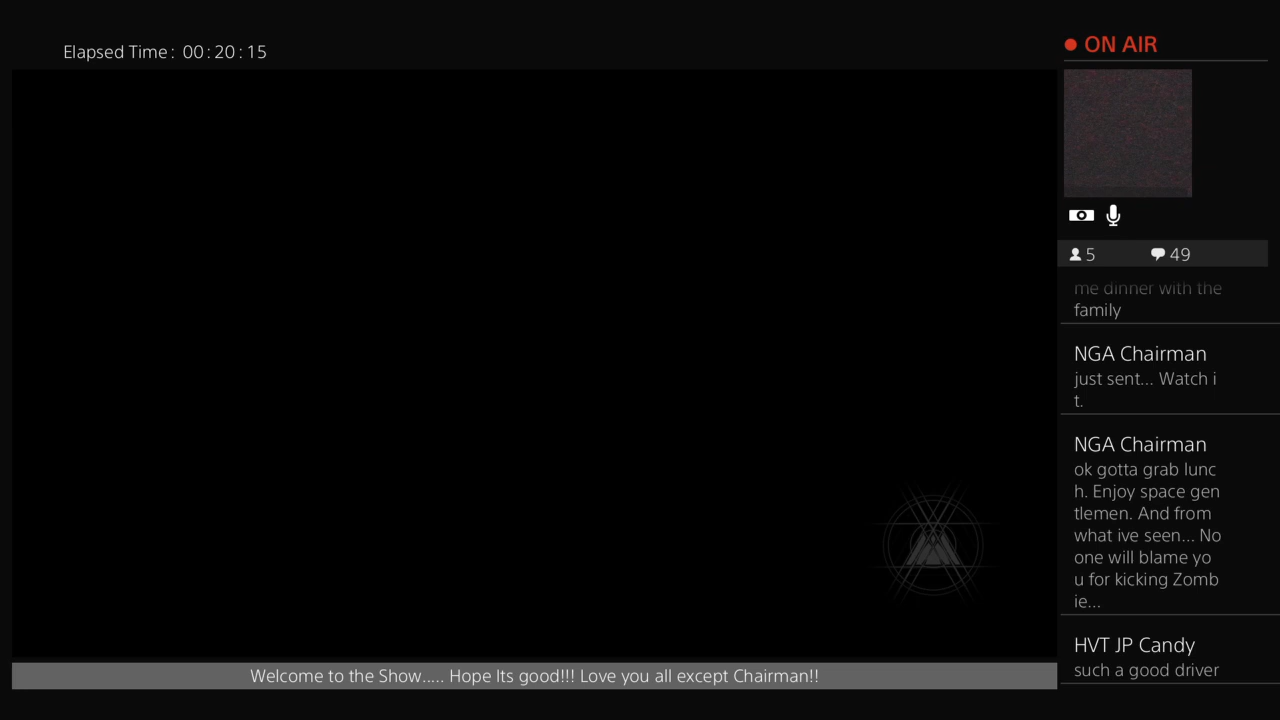 Elapsed Time: 00:20:15
ON AIR
5 49
me dinner with the
family
NGA Chairman
just sent... Watch i
t.
NGA Chairman
ok gotta grab lunc
h. Enjoy space gen
tlemen. And from
what ive seen... No
one will blame yo
u for kicking Zomb
ie...
HVT JP Candy
such a good driver
Welcome to the Show..... Hope Its good!!! Love you all except Chairman!!